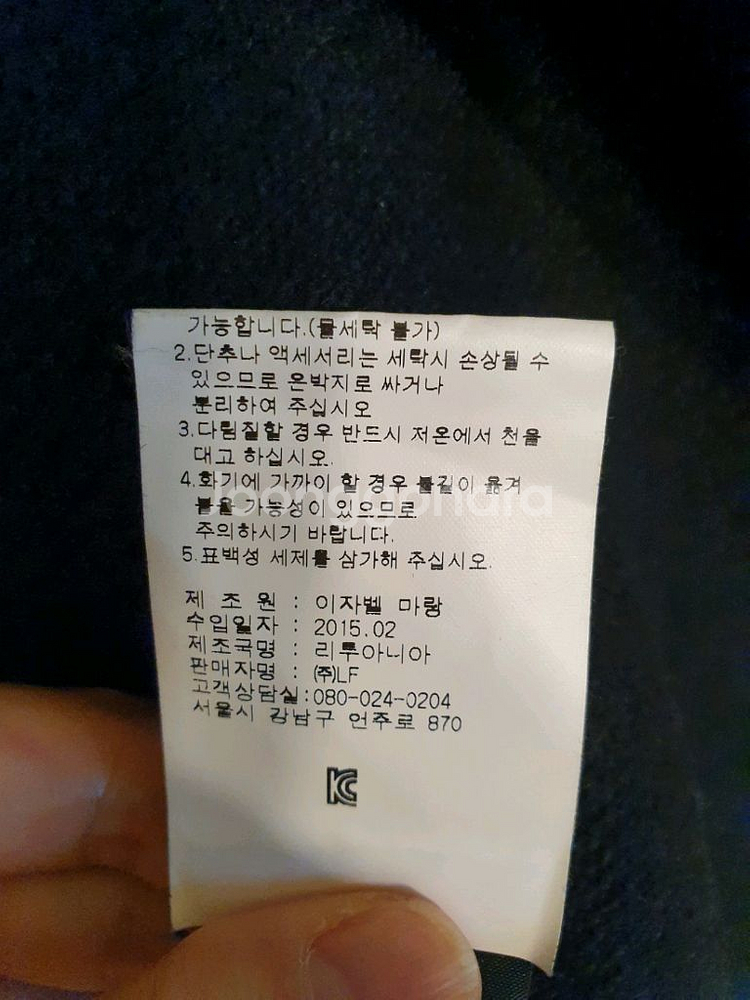 가능합니다.(물세탁 불가)
2.단추나 액세서리는 세탁시 손상될 수
있으므로 은박지로 싸거나
분리하여 주십시오
3.다림질할 경우 반드시 저온에서 천을
대고 하십시오.
4.화기에 가까이 할 경우 불길이 옮겨
붙을 가능성이 있으므로
주의하시기 바랍니다.
5.표백성 세제를 삼가해 주십시오.
제 조 원 : 이자벨 마랑
수입일자 : 2015.02
제조국명 : 리투아니아
판매자명 : ㈜LF
고객상담실:080-024-0204
서울시 강남구 언주로 870
KC
Joonggonara